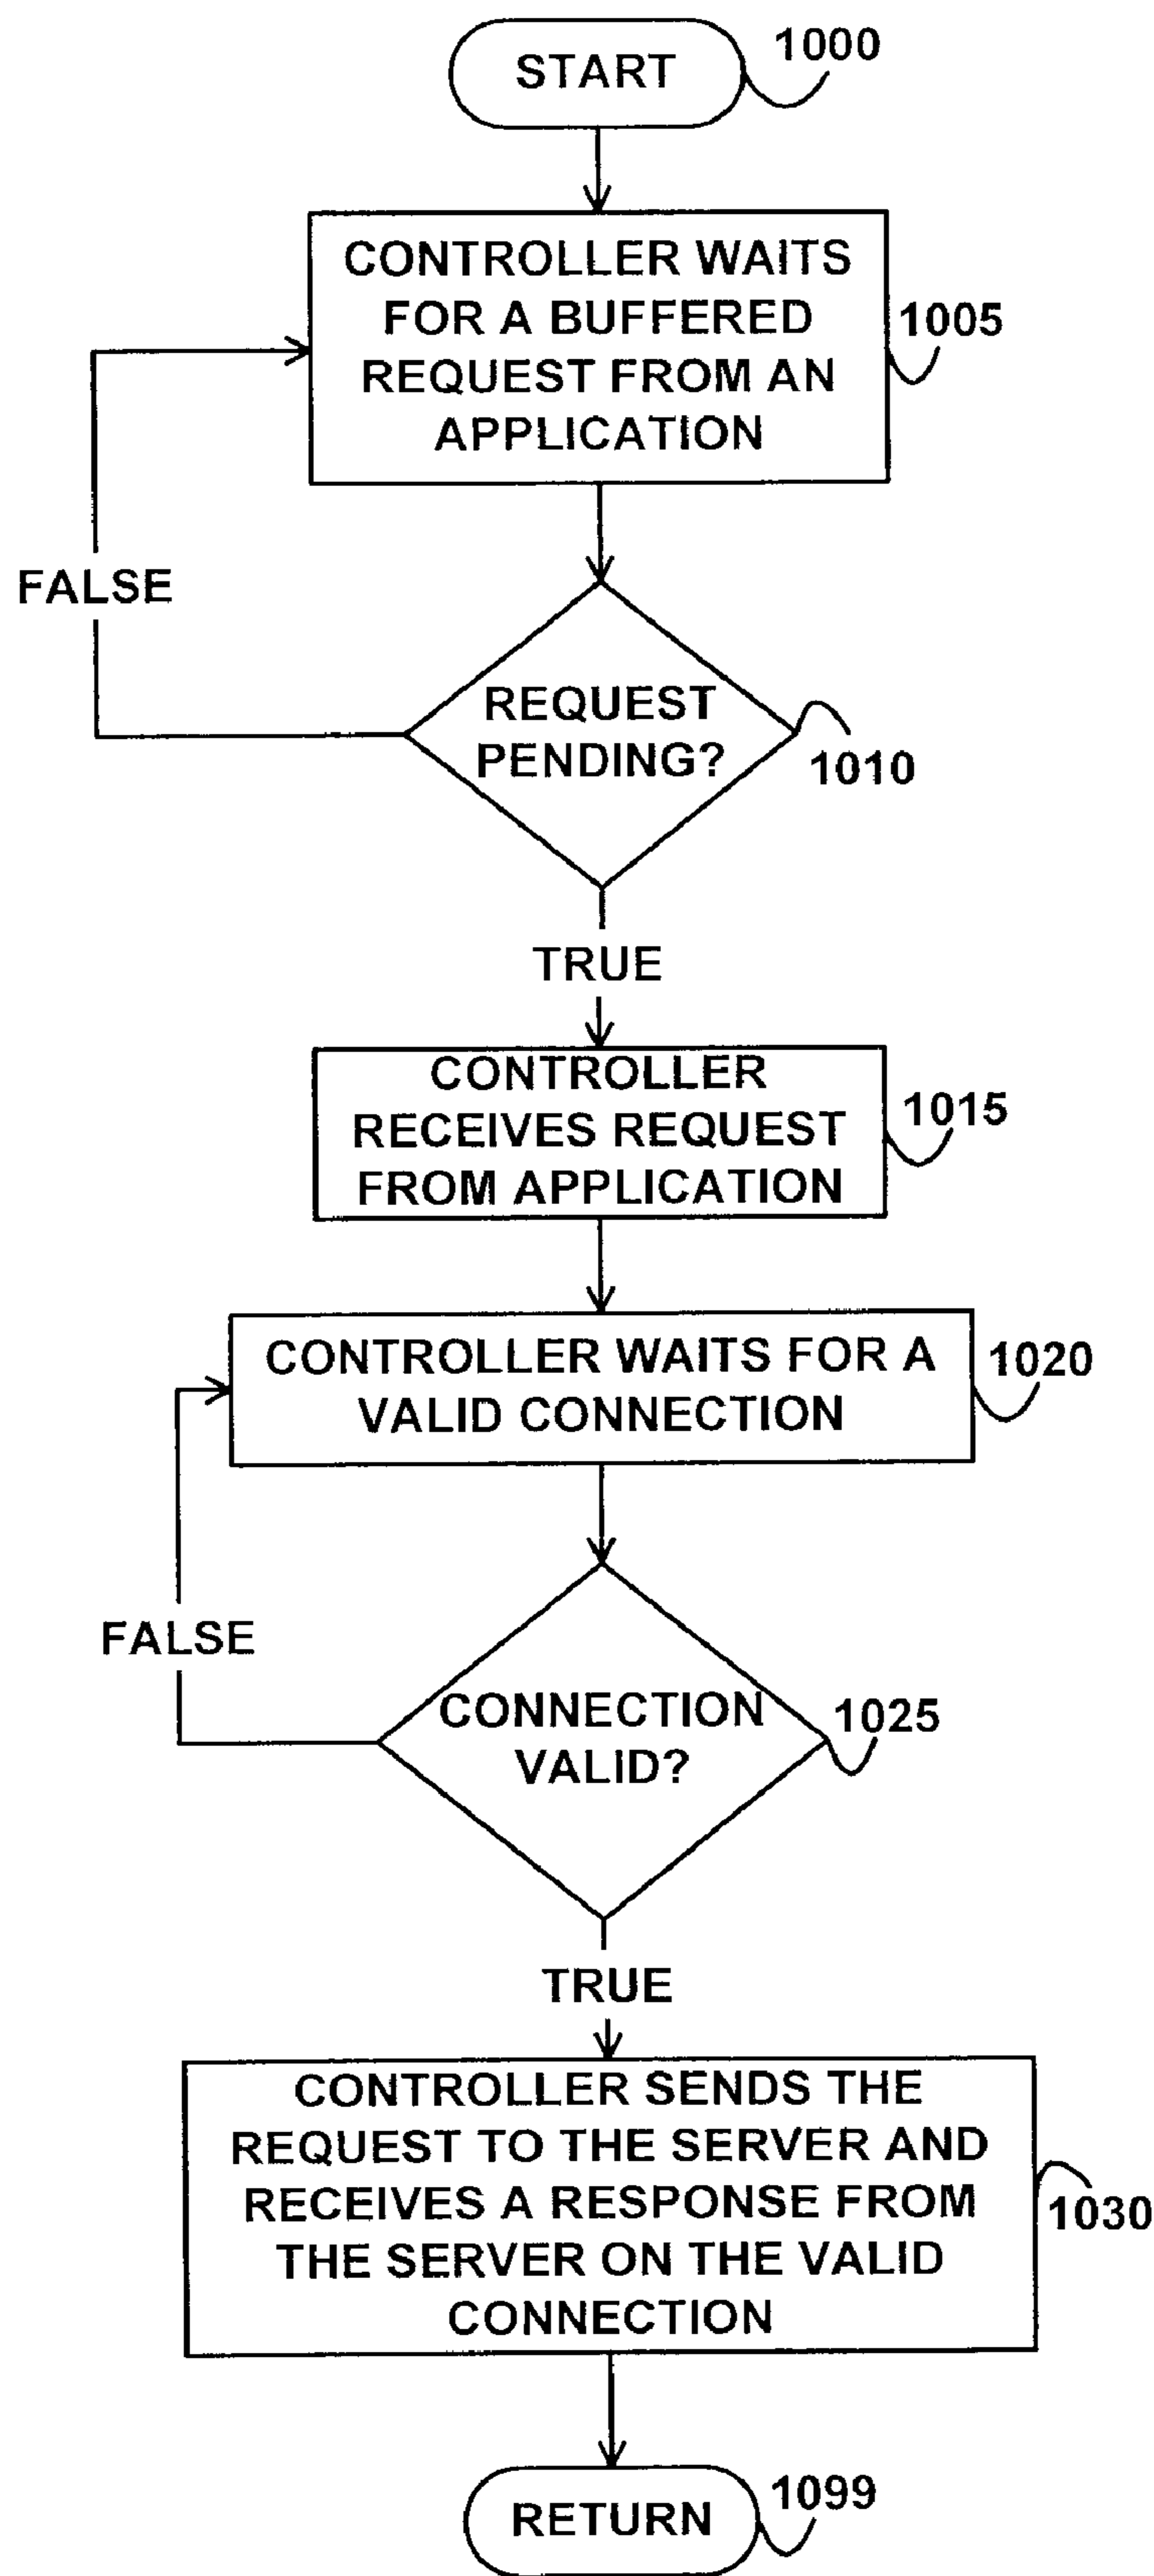 START
1000
CONTROLLER WAITS
FOR A BUFFERED
REQUEST FROM AN
APPLICATION
1005
FALSE
REQUEST
PENDING?
1010
TRUE
CONTROLLER
RECEIVES REQUEST
FROM APPLICATION
1015
CONTROLLER WAITS FOR A
VALID CONNECTION
1020
FALSE
CONNECTION
VALID?
1025
TRUE
CONTROLLER SENDS THE
REQUEST TO THE SERVER AND
RECEIVES A RESPONSE FROM
THE SERVER ON THE VALID
CONNECTION
1030
RETURN
1099